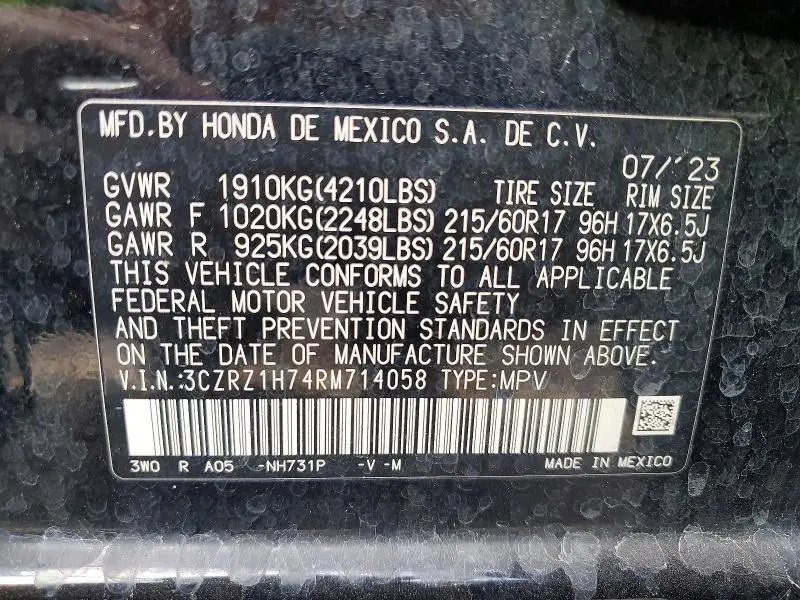 MFD.BY HONDA DE MEXICO S.A. DE C.V.
07/'23
GVWR 1910KG(4210LBS) TIRE SIZE RIM SIZE
GAWR F 1020KG(2248LBS) 215/60R17 96H 17X6.5J
GAWR R 925KG(2039LBS) 215/60R17 96H 17X6.5J
THIS VEHICLE CONFORMS TO ALL APPLICABLE
FEDERAL MOTOR VEHICLE SAFETY
AND THEFT PREVENTION STANDARDS IN EFFECT
ON THE DATE OF MANUFACTURE SHOWN ABOVE.
V.I.N.:3CZRZ1H74RM714058 TYPE:MPV
3W0 R A05 -NH731P -V -M MADE IN MEXICO